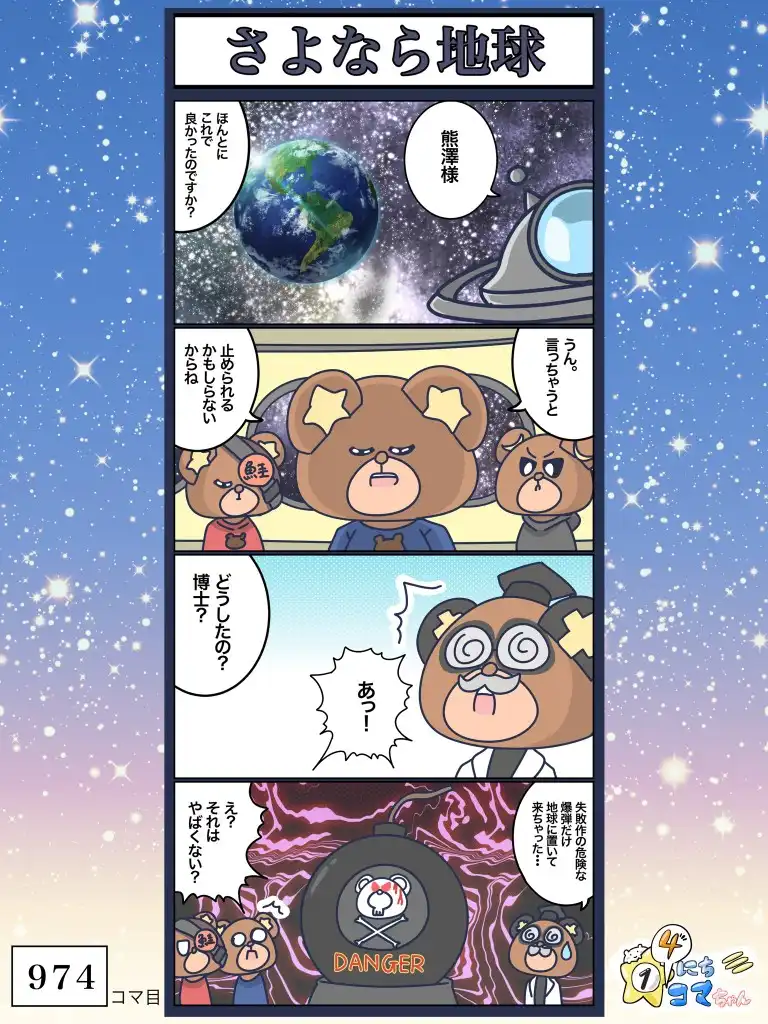 さよなら地球
熊澤様
ほんとに
これで
良かったのですか？
うん。
言っちゃうと
止められる
かもしらない
からね
鮭
どうしたの？
博士？
あっ！
失敗作の危険な
爆弾だけ
地球に置いて
来ちゃった…
え？
それは
やばくない？
鮭
DANGER
974
コマ目
1
4
にち
コマちゃん